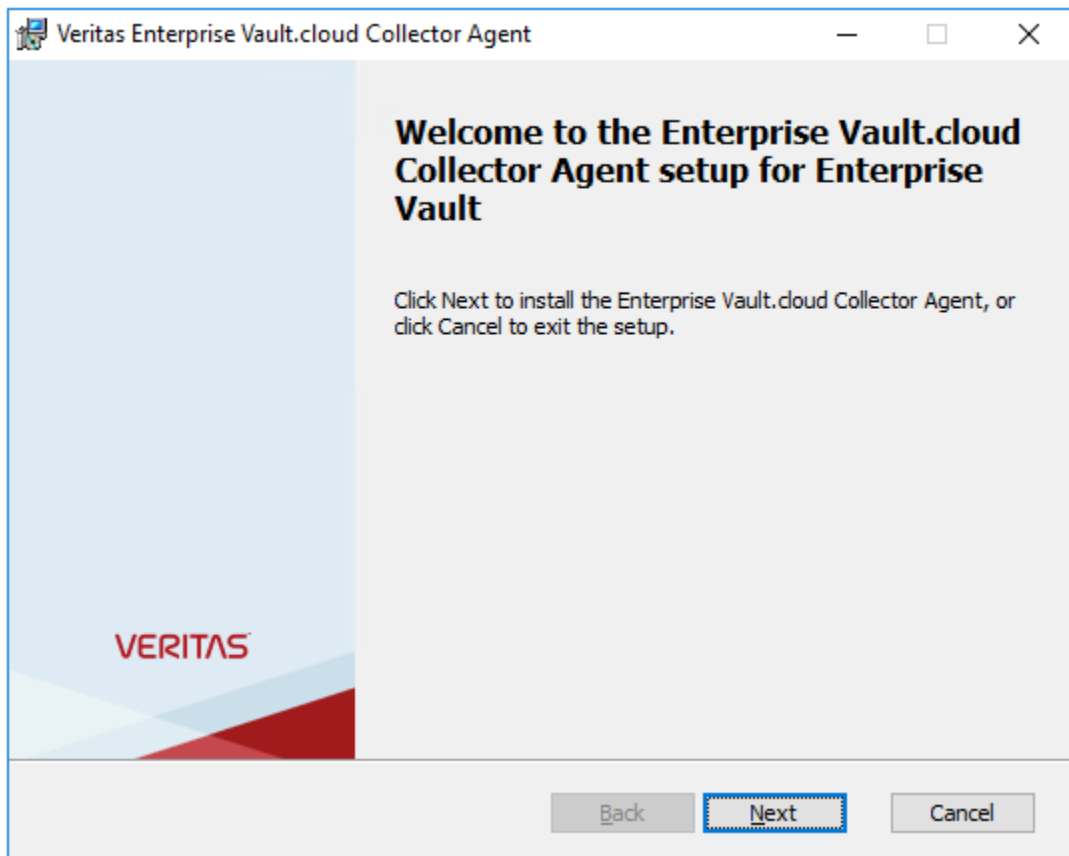 Veritas Enterprise Vault.cloud Collector Agent
Welcome to the Enterprise Vault.cloud
Collector Agent setup for Enterprise
Vault
Click Next to install the Enterprise Vault.cloud Collector Agent, or
click Cancel to exit the setup.
VERITAS
Back Next Cancel